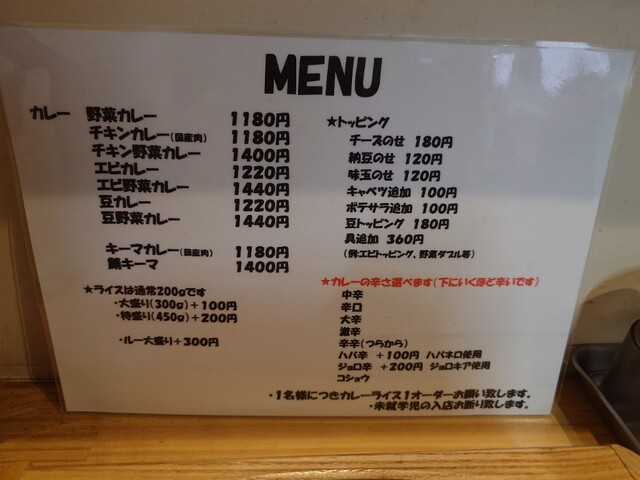 MENU
カレー 野菜カレー 1180円
チキンカレー(国産肉) 1180円
チキン野菜カレー 1400円
エビカレー 1220円
エビ野菜カレー 1440円
豆カレー 1220円
豆野菜カレー 1440円
キーマカレー(国産肉) 1180円
キーマ 1400円
★ライスは通常200gです
・大盛り(300g)+100円
・特盛り(450g)+200円
・ルー大盛り+300円
★トッピング
チーズのせ 180円
納豆のせ 120円
味玉のせ 120円
キャベツ追加 100円
ポテサラ追加 100円
豆トッピング 180円
具追加 360円
(例:エビトッピング、野菜ダブル等)
★カレーの辛さ選べます(下にいくほど辛いです)
中辛
辛口
大辛
激辛
辛辛(つらから)
ハバ辛 +100円 ハバネロ使用
ジョロ辛 +200円 ジョロキア使用
コショウ
・1名様につきカレーライス1オーダーお願い致します。
・未就学児の入店お断り致します。